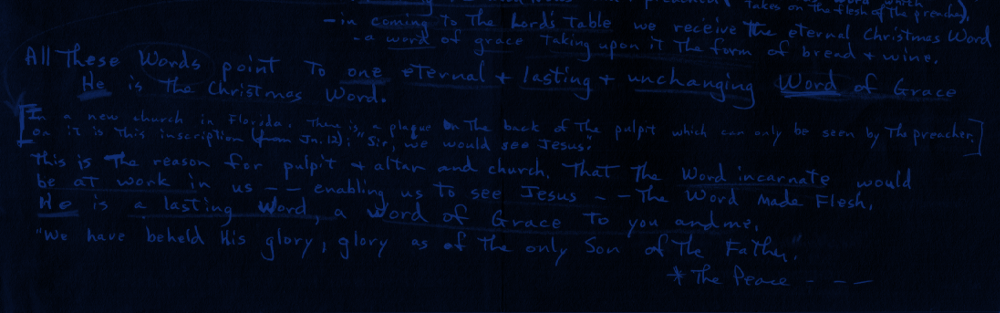 takes on the flesh of the preacher).
-in coming to the Lord's table we receive the eternal Christmas Word
-a word of grace taking upon it the form of bread + wine.
All These Words point to one eternal + lasting + unchanging Word of Grace
He is the Christmas Word.
[In a new church in Florida. There is a plaque on the back of the pulpit which can only be seen by the preacher.]
On it is this inscription (from Jn. 12): "Sir, we would see Jesus."
This is the reason for pulpit + altar and church. That the Word incarnate would
be at work in us -- enabling us to see Jesus -- The Word Made Flesh.
He is a lasting Word, a Word of Grace to you and me.
"We have beheld His glory, glory as of the only Son of the Father."
*The Peace - - —